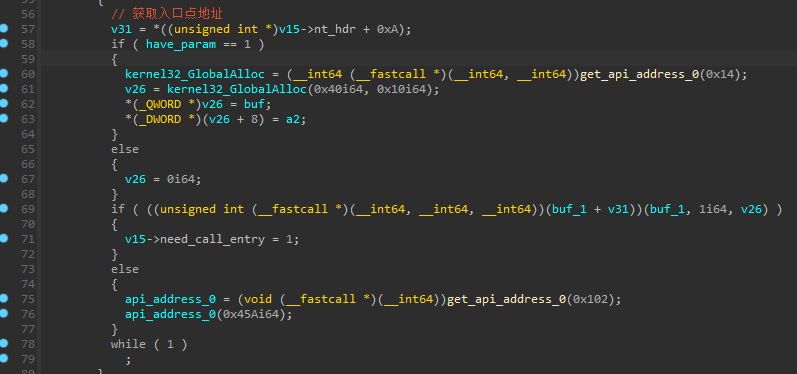 56 // 获取入口点地址
57 v31 = *((unsigned int *)v15->nt_hdr + 0xA);
58 if ( have_param == 1 )
59 {
60 kernel32_GlobalAlloc = (__int64 (__fastcall *)(__int64, __int64))get_api_address_0(0x14);
61 v26 = kernel32_GlobalAlloc(0x40i64, 0x10i64);
62 *(_QWORD *)v26 = buf;
63 *(_DWORD *)(v26 + 8) = a2;
64 }
65 else
66 {
67 v26 = 0i64;
68 }
69 if ( ((unsigned int (__fastcall *)(__int64, __int64, __int64))(buf_1 + v31))(buf_1, 1i64, v26) )
70 {
71 v15->need_call_entry = 1;
72 }
73 else
74 {
75 api_address_0 = (void (__fastcall *)(__int64))get_api_address_0(0x102);
76 api_address_0(0x45Ai64);
77 }
78 while ( 1 )
79 ;